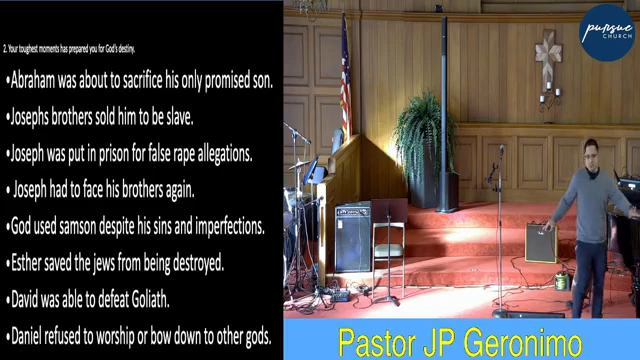 2. Your toughest moments has prepared you for God's destiny.
•Abraham was about to sacrifice his only promised son.
•Josephs brothers sold him to be slave.
•Joseph was put in prison for false rape allegations.
• Joseph had to face his brothers again.
•God used samson despite his sins and imperfections.
•Esther saved the jews from being destroyed.
•David was able to defeat Goliath.
•Daniel refused to worship or bow down to other gods.
pursue
CHURCH
Pastor JP Geronimo